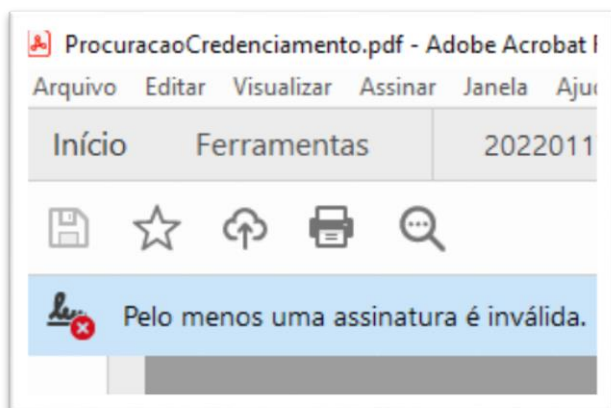 ProcuracaoCredenciamento.pdf - Adobe Acrobat
Arquivo Editar Visualizar Assinar Janela
Início Ferramentas 2022011
Pelo menos uma assinatura é inválida.